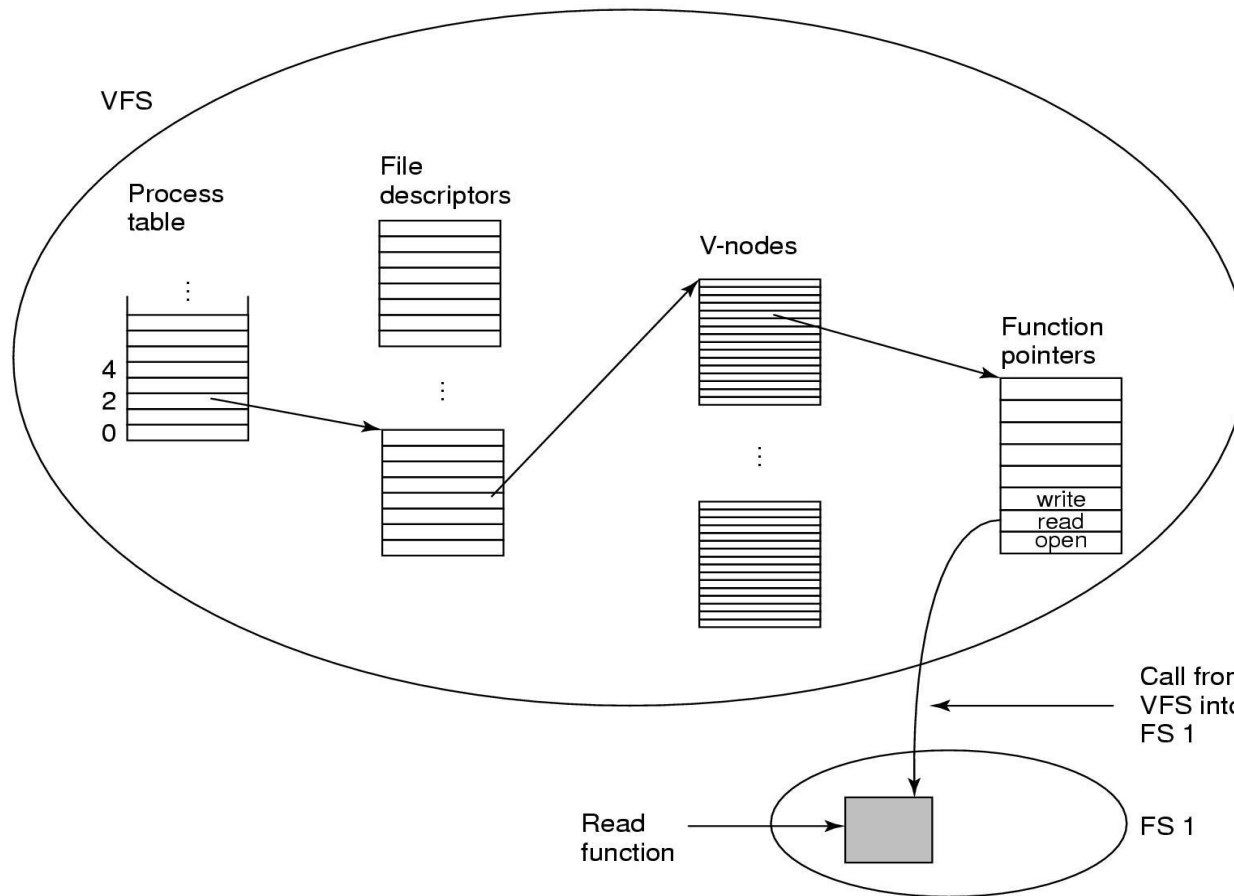 VFS
Process
table
⋮
4
2
0
File
descriptors
⋮
V-nodes
⋮
Function
pointers
write
read
open
Call from
VFS into
FS 1
Read
function
FS 1